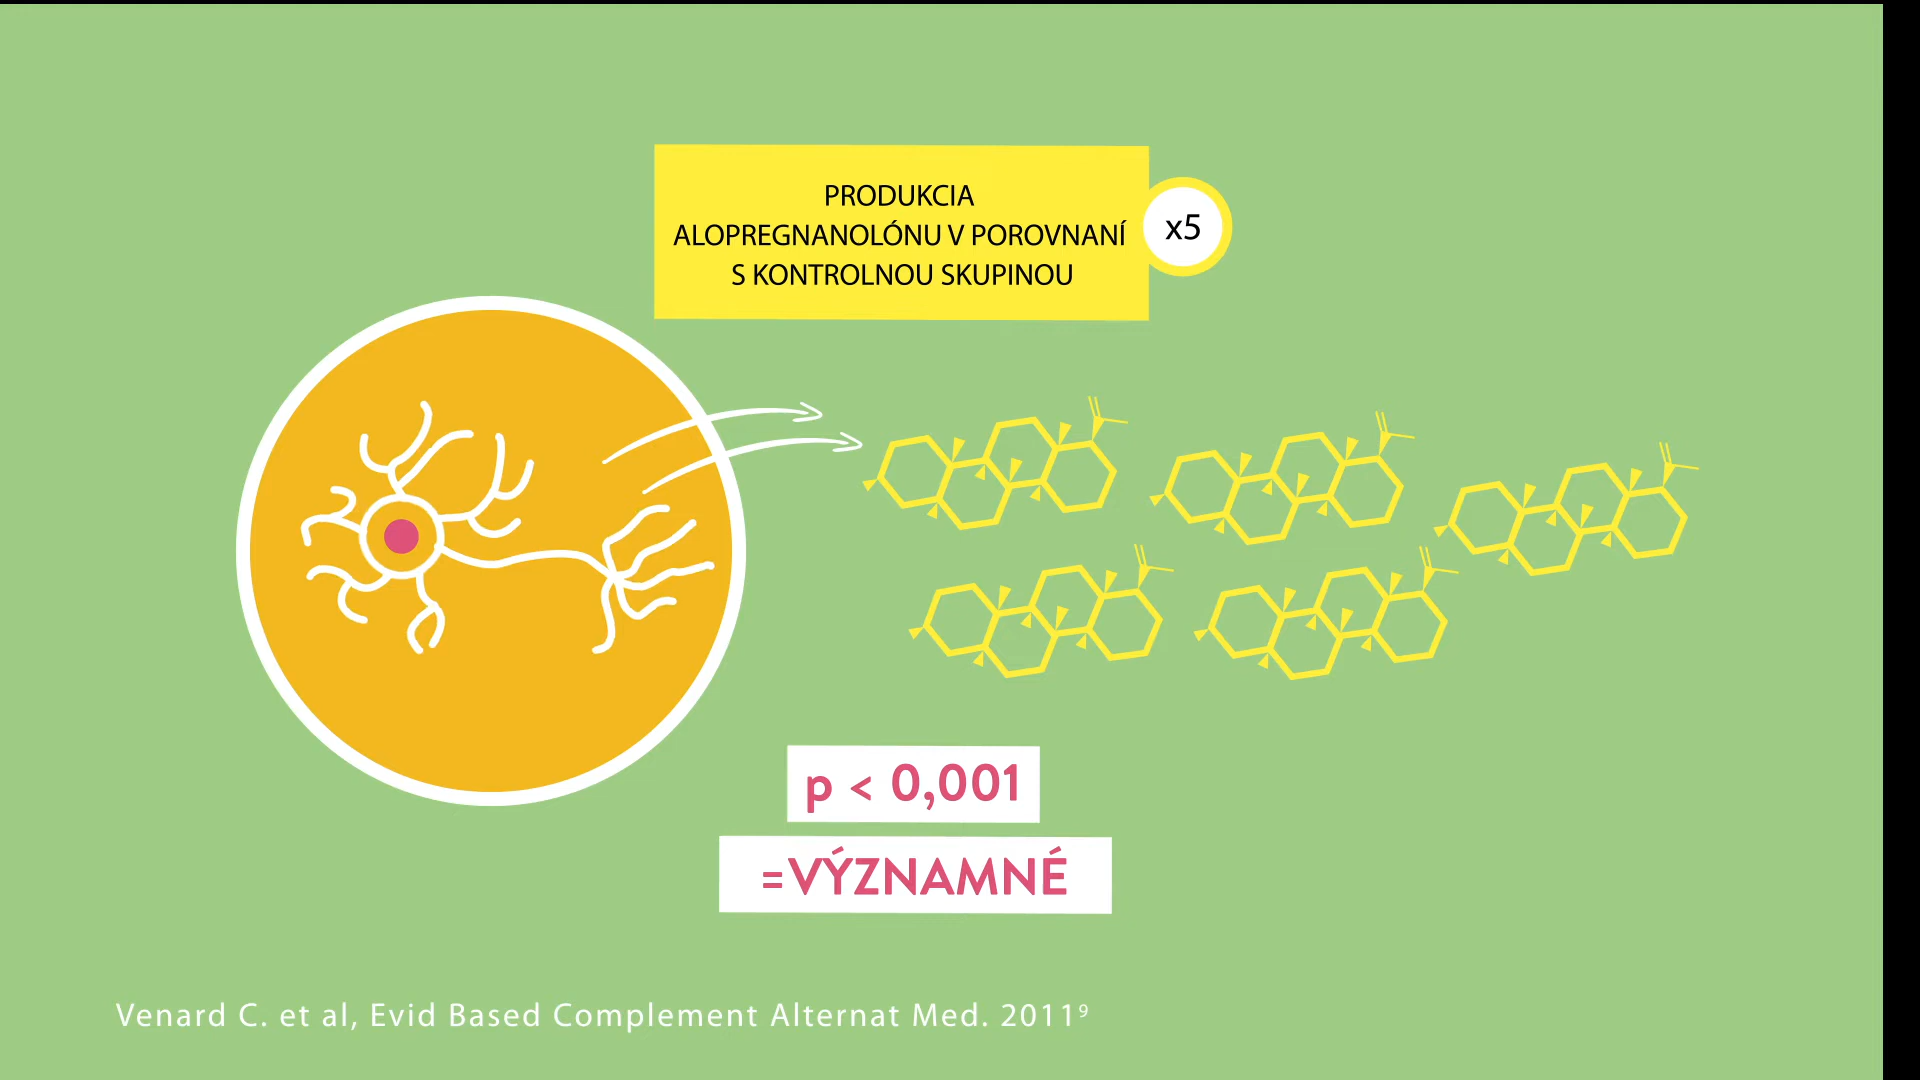 PRODUKCIA
ALOPREGNANOLÓNU V POROVNANÍ
S KONTROLNOU SKUPINOU
x5
p < 0,001
=VÝZNAMNÉ
Venard C. et al, Evid Based Complement Alternat Med. 2011⁹